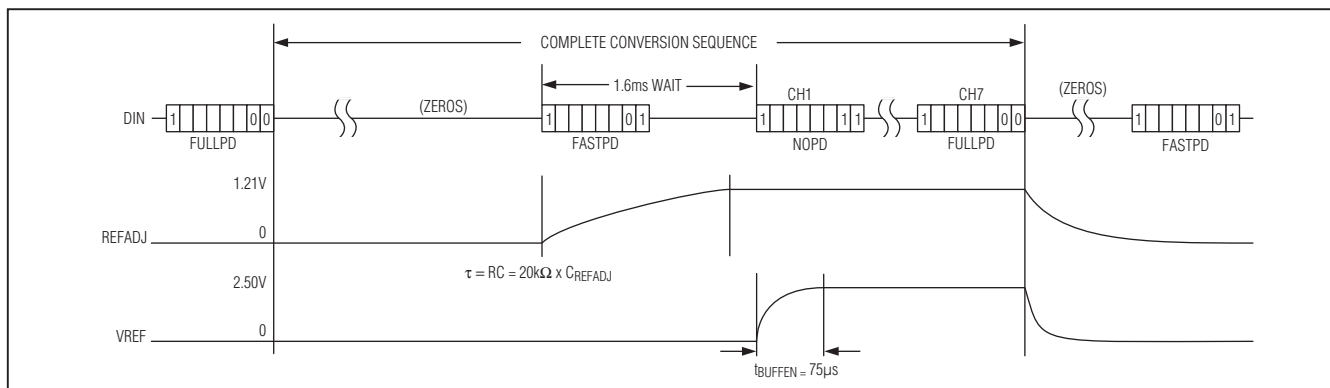 COMPLETE CONVERSION SEQUENCE
1.6ms WAIT
(ZEROS)
CH1
CH7
(ZEROS)
DIN
1 0 0
1 0 1
1 1 1
1 0 0
1 0 1
FULLPD
FASTPD
NOPD
FULLPD
FASTPD
1.21V
REFADJ
0
τ = RC = 20kΩ x CREFADJ
2.50V
VREF
0
tBUFFEN = 75µs